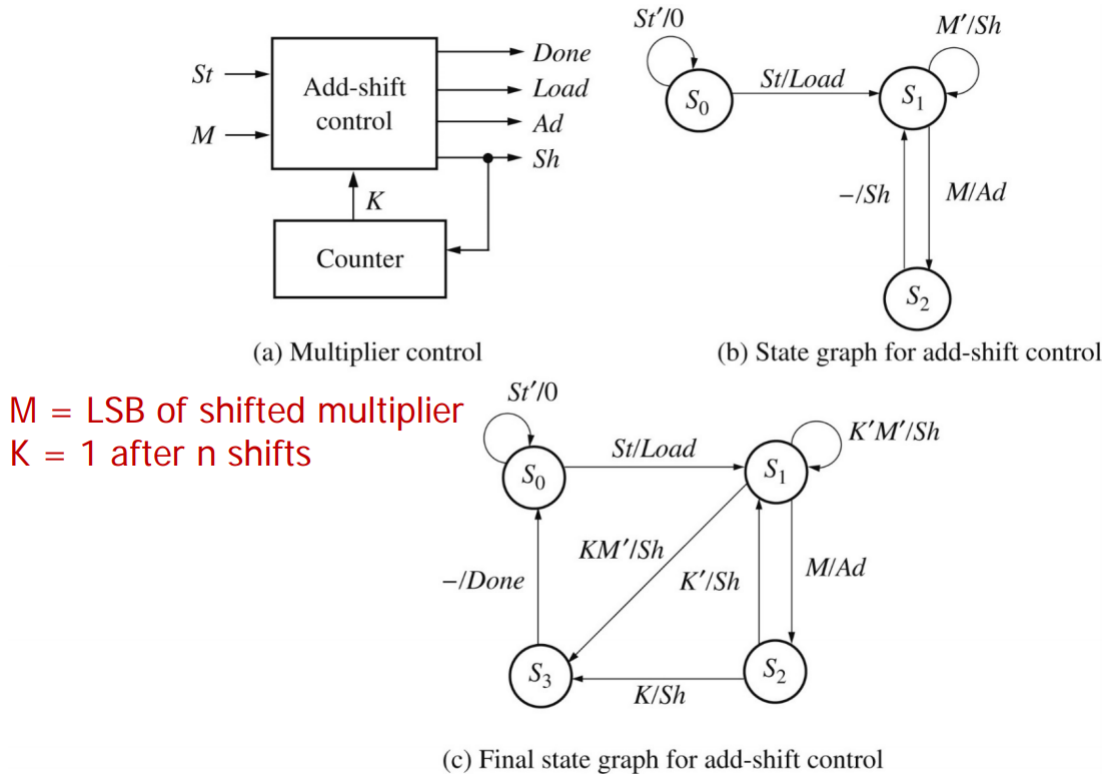 St
M
Add-shift
control
Done
Load
Ad
Sh
K
Counter
(a) Multiplier control
St′/0
S0
St/Load
S1
M′/Sh
–/Sh
M/Ad
S2
(b) State graph for add-shift control
M = LSB of shifted multiplier
K = 1 after n shifts
St′/0
S0
St/Load
S1
K′M′/Sh
KM′/Sh
K′/Sh
M/Ad
–/Done
S3
K/Sh
S2
(c) Final state graph for add-shift control